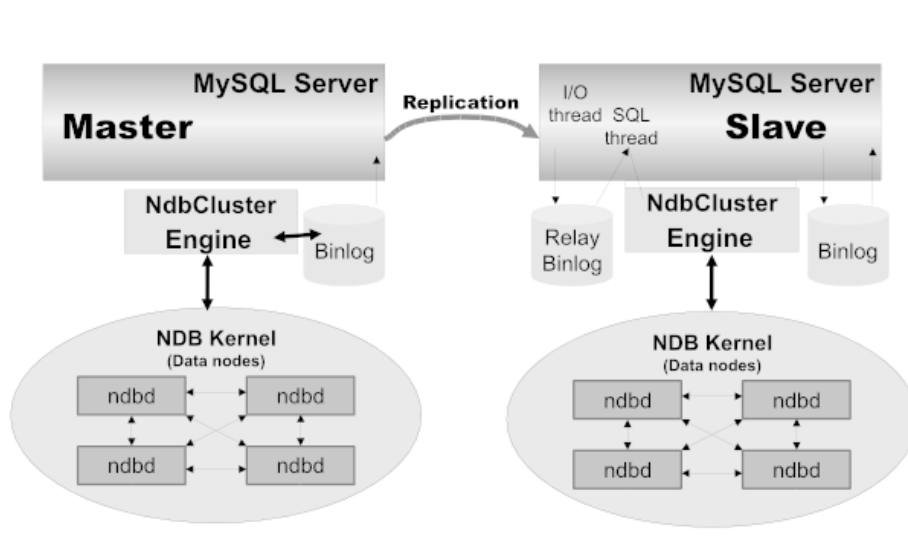 MySQL Server
Master
Replication
I/O
thread
SQL
thread
MySQL Server
Slave
NdbCluster
Engine
Binlog
Relay
Binlog
NdbCluster
Engine
Binlog
NDB Kernel
(Data nodes)
ndbd
ndbd
ndbd
ndbd
NDB Kernel
(Data nodes)
ndbd
ndbd
ndbd
ndbd